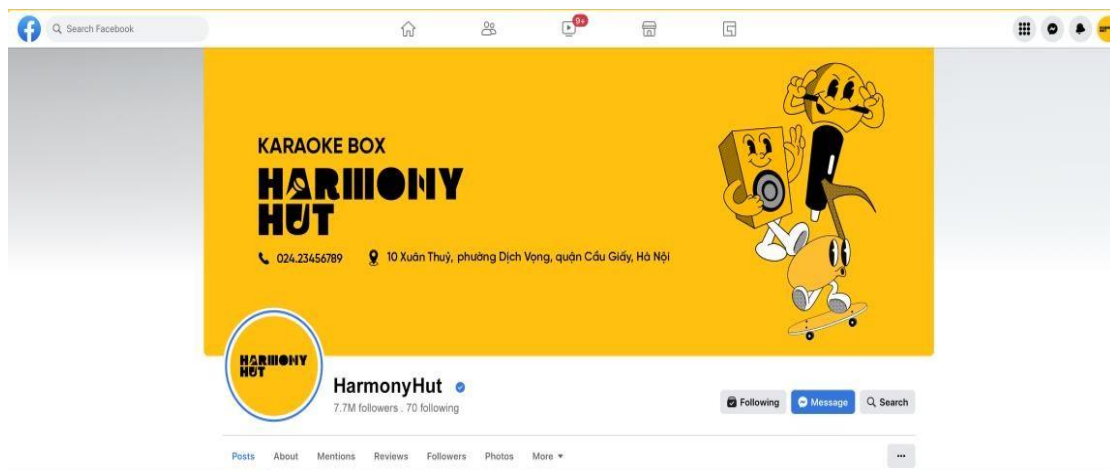 Search Facebook
9+
KARAOKE BOX
HARMONY
HUT
024.23456789 10 Xuân Thuỷ, phường Dịch Vọng, quận Cầu Giấy, Hà Nội
HARMONY
HUT
HarmonyHut
7.7M followers . 70 following
Following Message Search
Posts About Mentions Reviews Followers Photos More